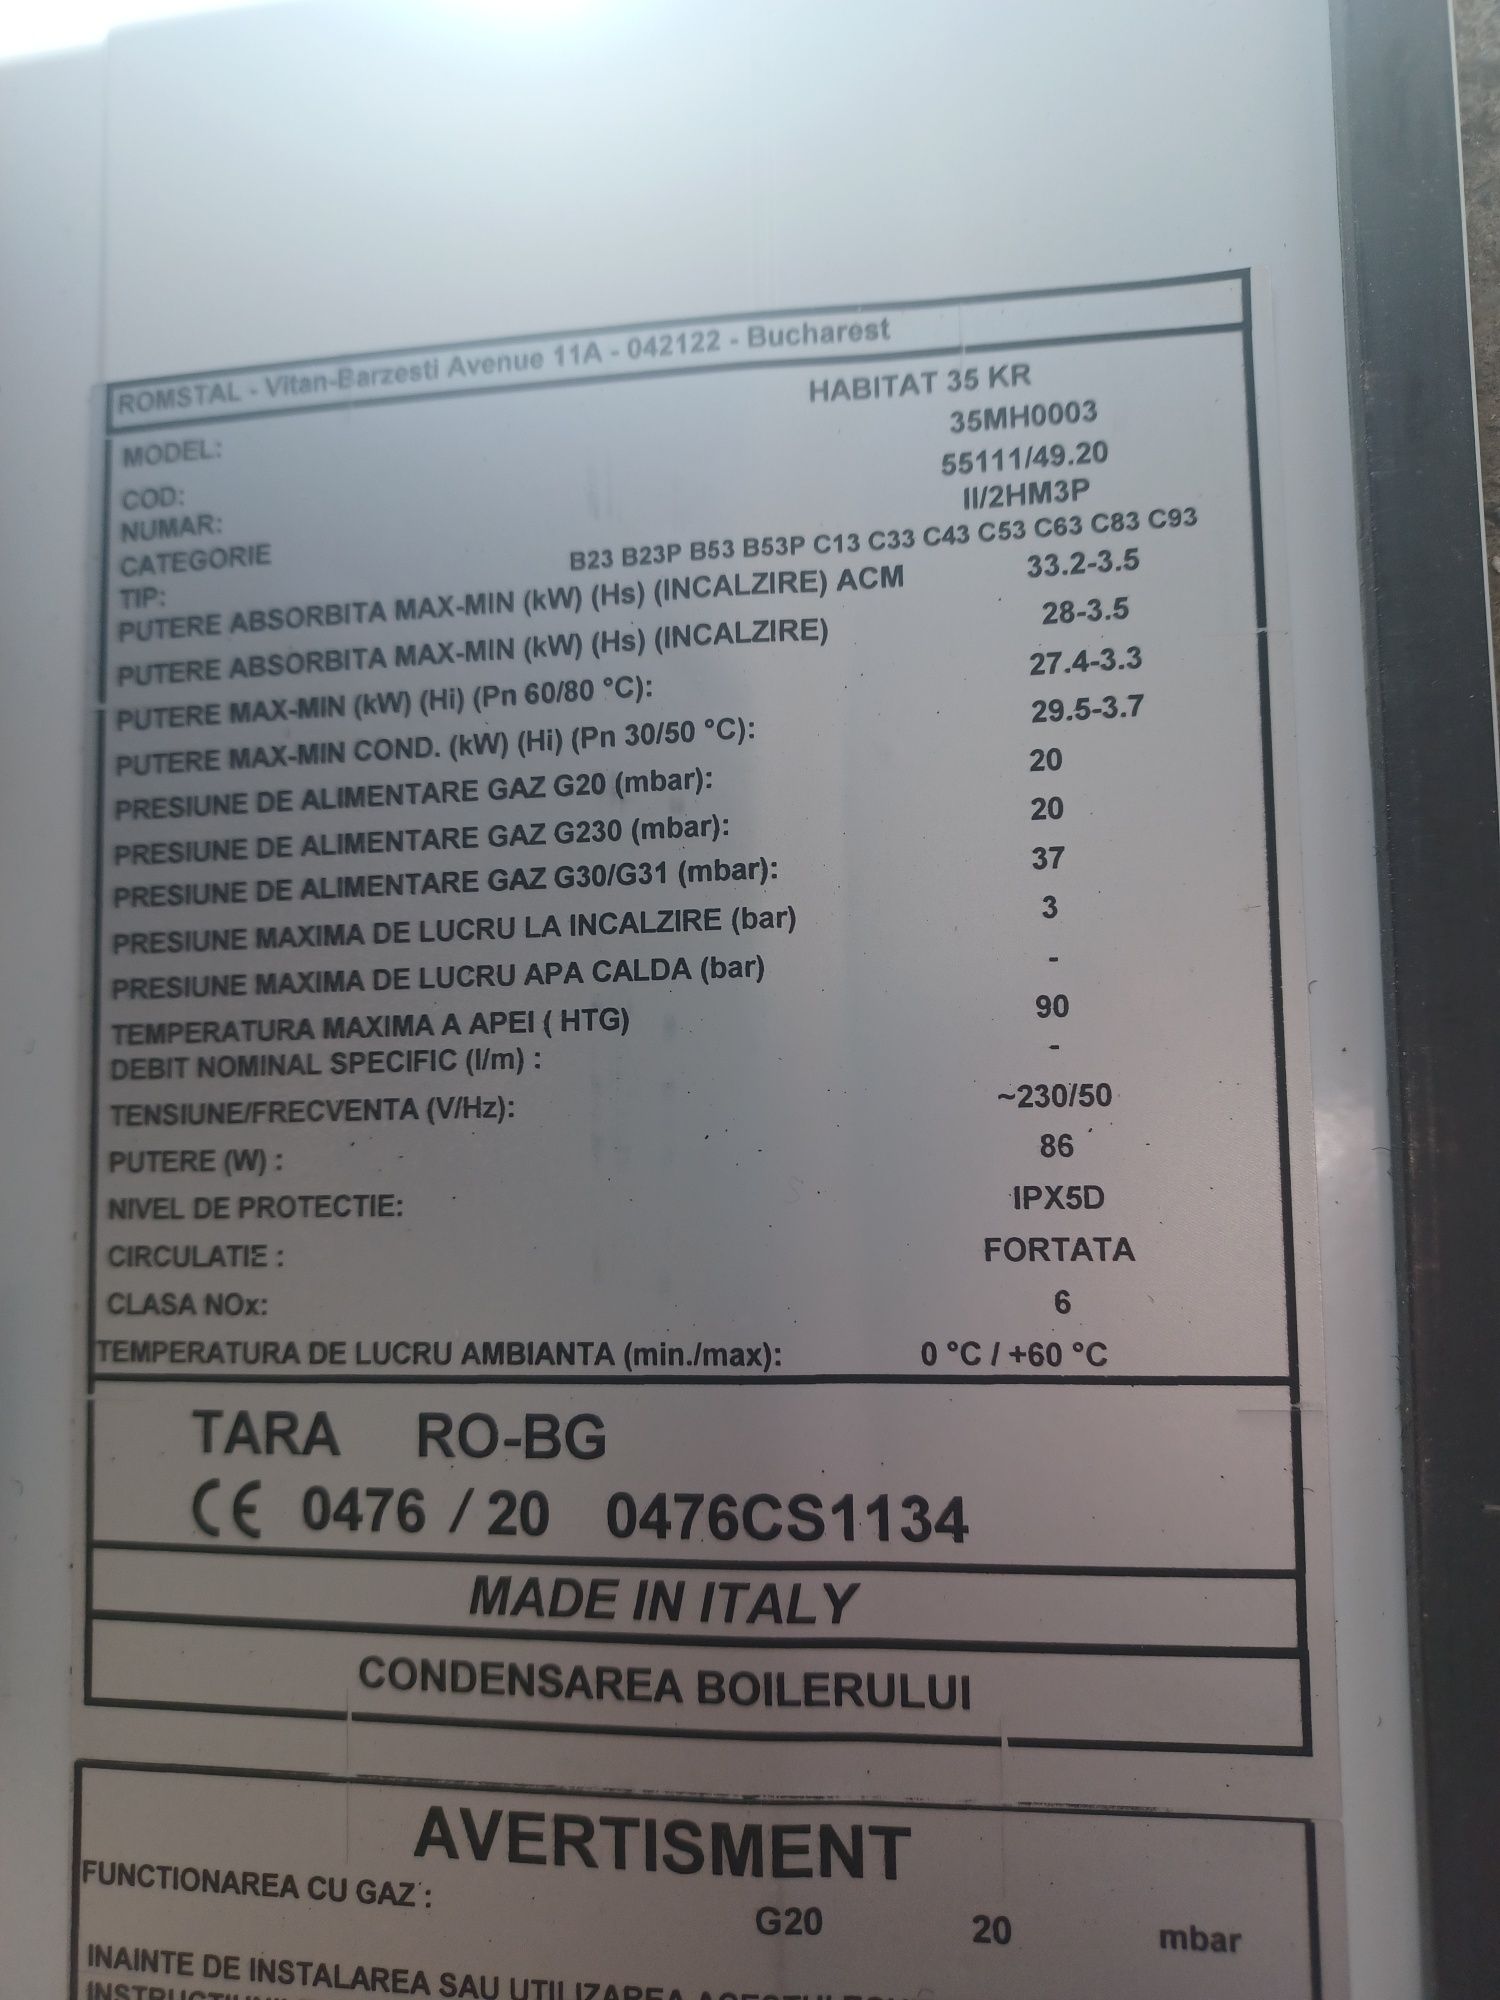 ROMSTAL - Vitan-Barzesti Avenue 11A - 042122 - Bucharest
MODEL: HABITAT 35 KR
COD: 35MH0003
NUMAR: 55111/49.20
CATEGORIE II/2HM3P
TIP: B23 B23P B53 B53P C13 C33 C43 C53 C63 C83 C93
PUTERE ABSORBITA MAX-MIN (kW) (Hs) (INCALZIRE) ACM 33.2-3.5
PUTERE ABSORBITA MAX-MIN (kW) (Hs) (INCALZIRE) 28-3.5
PUTERE MAX-MIN (kW) (Hi) (Pn 60/80 °C): 27.4-3.3
PUTERE MAX-MIN COND. (kW) (Hi) (Pn 30/50 °C): 29.5-3.7
PRESIUNE DE ALIMENTARE GAZ G20 (mbar): 20
PRESIUNE DE ALIMENTARE GAZ G230 (mbar): 20
PRESIUNE DE ALIMENTARE GAZ G30/G31 (mbar): 37
PRESIUNE MAXIMA DE LUCRU LA INCALZIRE (bar) 3
PRESIUNE MAXIMA DE LUCRU APA CALDA (bar) -
TEMPERATURA MAXIMA A APEI ( HTG) 90
DEBIT NOMINAL SPECIFIC (l/m) : -
TENSIUNE/FRECVENTA (V/Hz): ~230/50
PUTERE (W) : 86
NIVEL DE PROTECTIE: IPX5D
CIRCULATIE : FORTATA
CLASA NOx: 6
TEMPERATURA DE LUCRU AMBIANTA (min./max): 0 °C / +60 °C
TARA RO-BG
CE 0476 / 20 0476CS1134
MADE IN ITALY
CONDENSAREA BOILERULUI
AVERTISMENT
FUNCTIONAREA CU GAZ :
G20 20 mbar
INAINTE DE INSTALAREA SAU UTILIZAREA